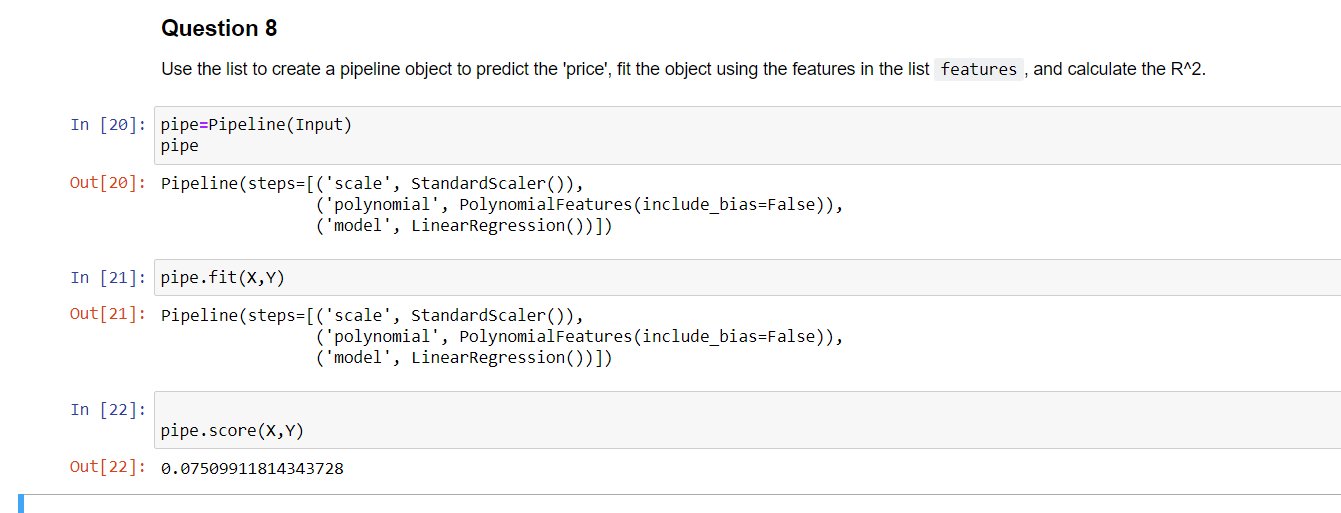 Question 8
Use the list to create a pipeline object to predict the 'price', fit the object using the features in the list features , and calculate the R^2.
In [20]: pipe=Pipeline(Input)
pipe
Out[20]: Pipeline(steps=[('scale', StandardScaler()),
('polynomial', PolynomialFeatures(include_bias=False)),
('model', LinearRegression())])
In [21]: pipe.fit(X,Y)
Out[21]: Pipeline(steps=[('scale', StandardScaler()),
('polynomial', PolynomialFeatures(include_bias=False)),
('model', LinearRegression())])
In [22]:
pipe.score(X,Y)
Out[22]: 0.07509911814343728